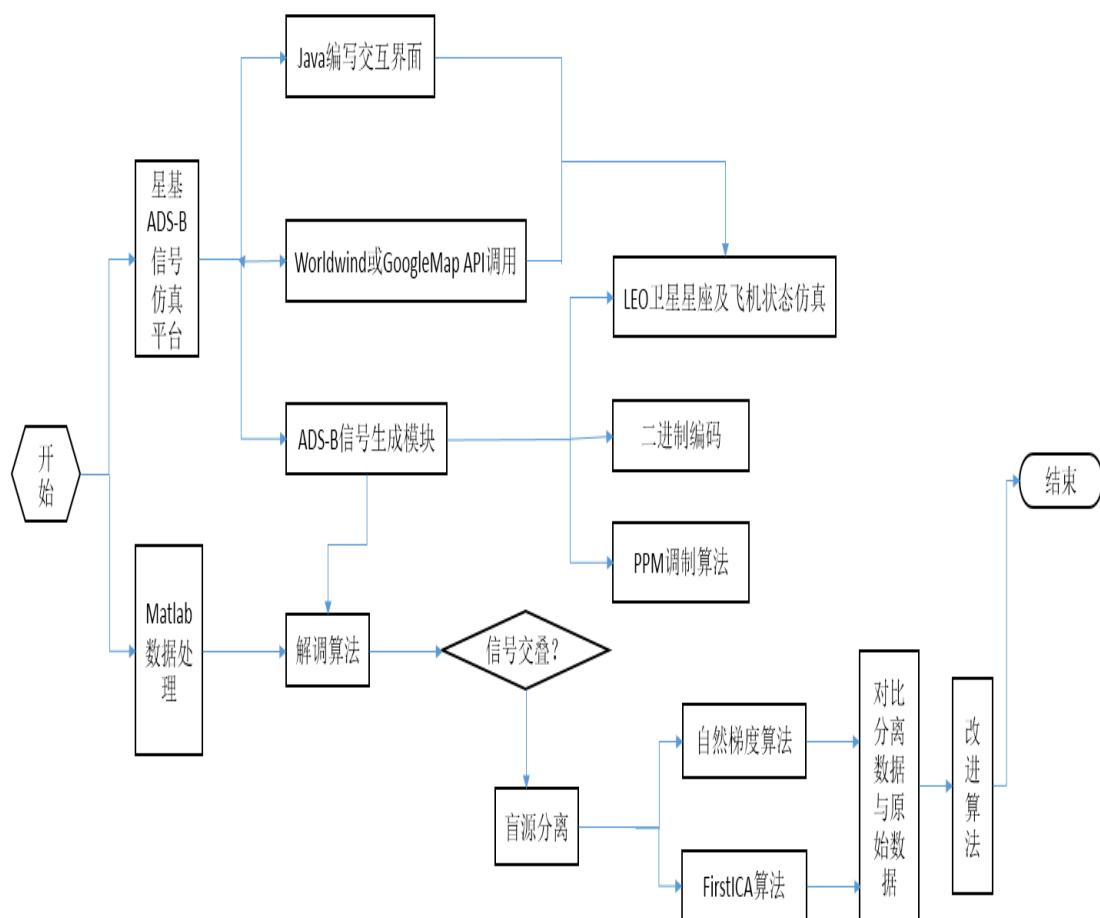 Java编写交互界面
星基
ADS-B
信号
仿真
平台
Worldwind或GoogleMap API调用
LEO卫星星座及飞机状态仿真
ADS-B信号生成模块
二进制编码
开
始
结束
PPM调制算法
Matlab
数据处
理
解调算法
信号交叠？
自然梯度算法
对比
分离
数据
与原
始数
据
改
进
算
法
盲源分离
FirstICA算法